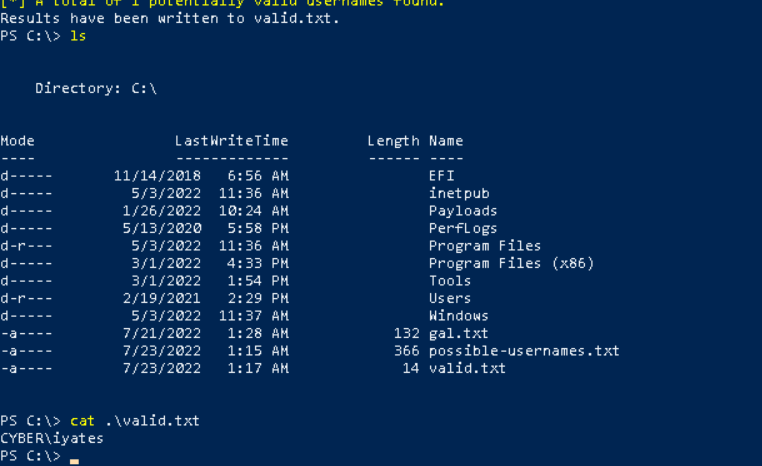 [*] A total of 1 potentially valid usernames found.
Results have been written to valid.txt.
PS C:\> ls
Directory: C:\
Mode LastWriteTime Length Name
---- ------------- ------ ----
d----- 11/14/2018 6:56 AM EFI
d----- 5/3/2022 11:36 AM inetpub
d----- 1/26/2022 10:24 AM Payloads
d----- 5/13/2020 5:58 PM PerfLogs
d-r--- 5/3/2022 11:36 AM Program Files
d----- 3/1/2022 4:33 PM Program Files (x86)
d----- 3/1/2022 1:54 PM Tools
d-r--- 2/19/2021 2:29 PM Users
d----- 5/3/2022 11:37 AM Windows
-a---- 7/21/2022 1:28 AM 132 gal.txt
-a---- 7/23/2022 1:15 AM 366 possible-usernames.txt
-a---- 7/23/2022 1:17 AM 14 valid.txt
PS C:\> cat .\valid.txt
CYBER\iyates
PS C:\> _